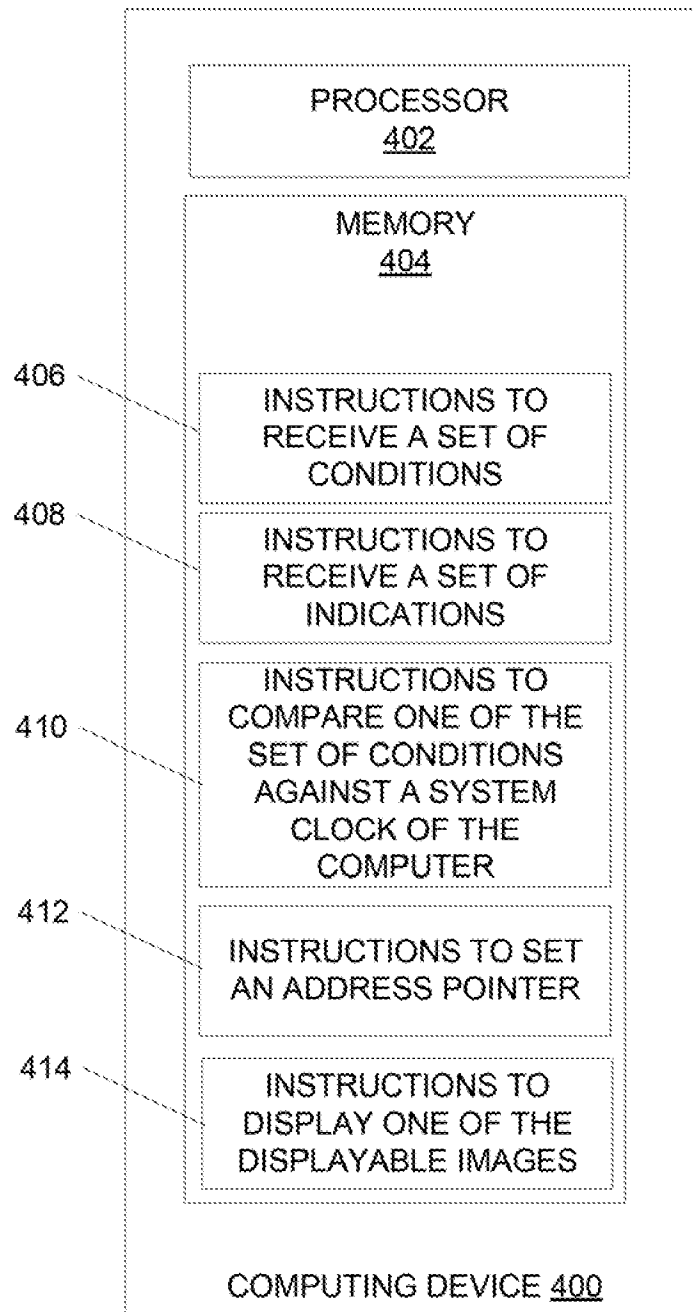 PROCESSOR
402
MEMORY
404
406
INSTRUCTIONS TO
RECEIVE A SET OF
CONDITIONS
408
INSTRUCTIONS TO
RECEIVE A SET OF
INDICATIONS
410
INSTRUCTIONS TO
COMPARE ONE OF THE
SET OF CONDITIONS
AGAINST A SYSTEM
CLOCK OF THE
COMPUTER
412
INSTRUCTIONS TO SET
AN ADDRESS POINTER
414
INSTRUCTIONS TO
DISPLAY ONE OF THE
DISPLAYABLE IMAGES
COMPUTING DEVICE 400